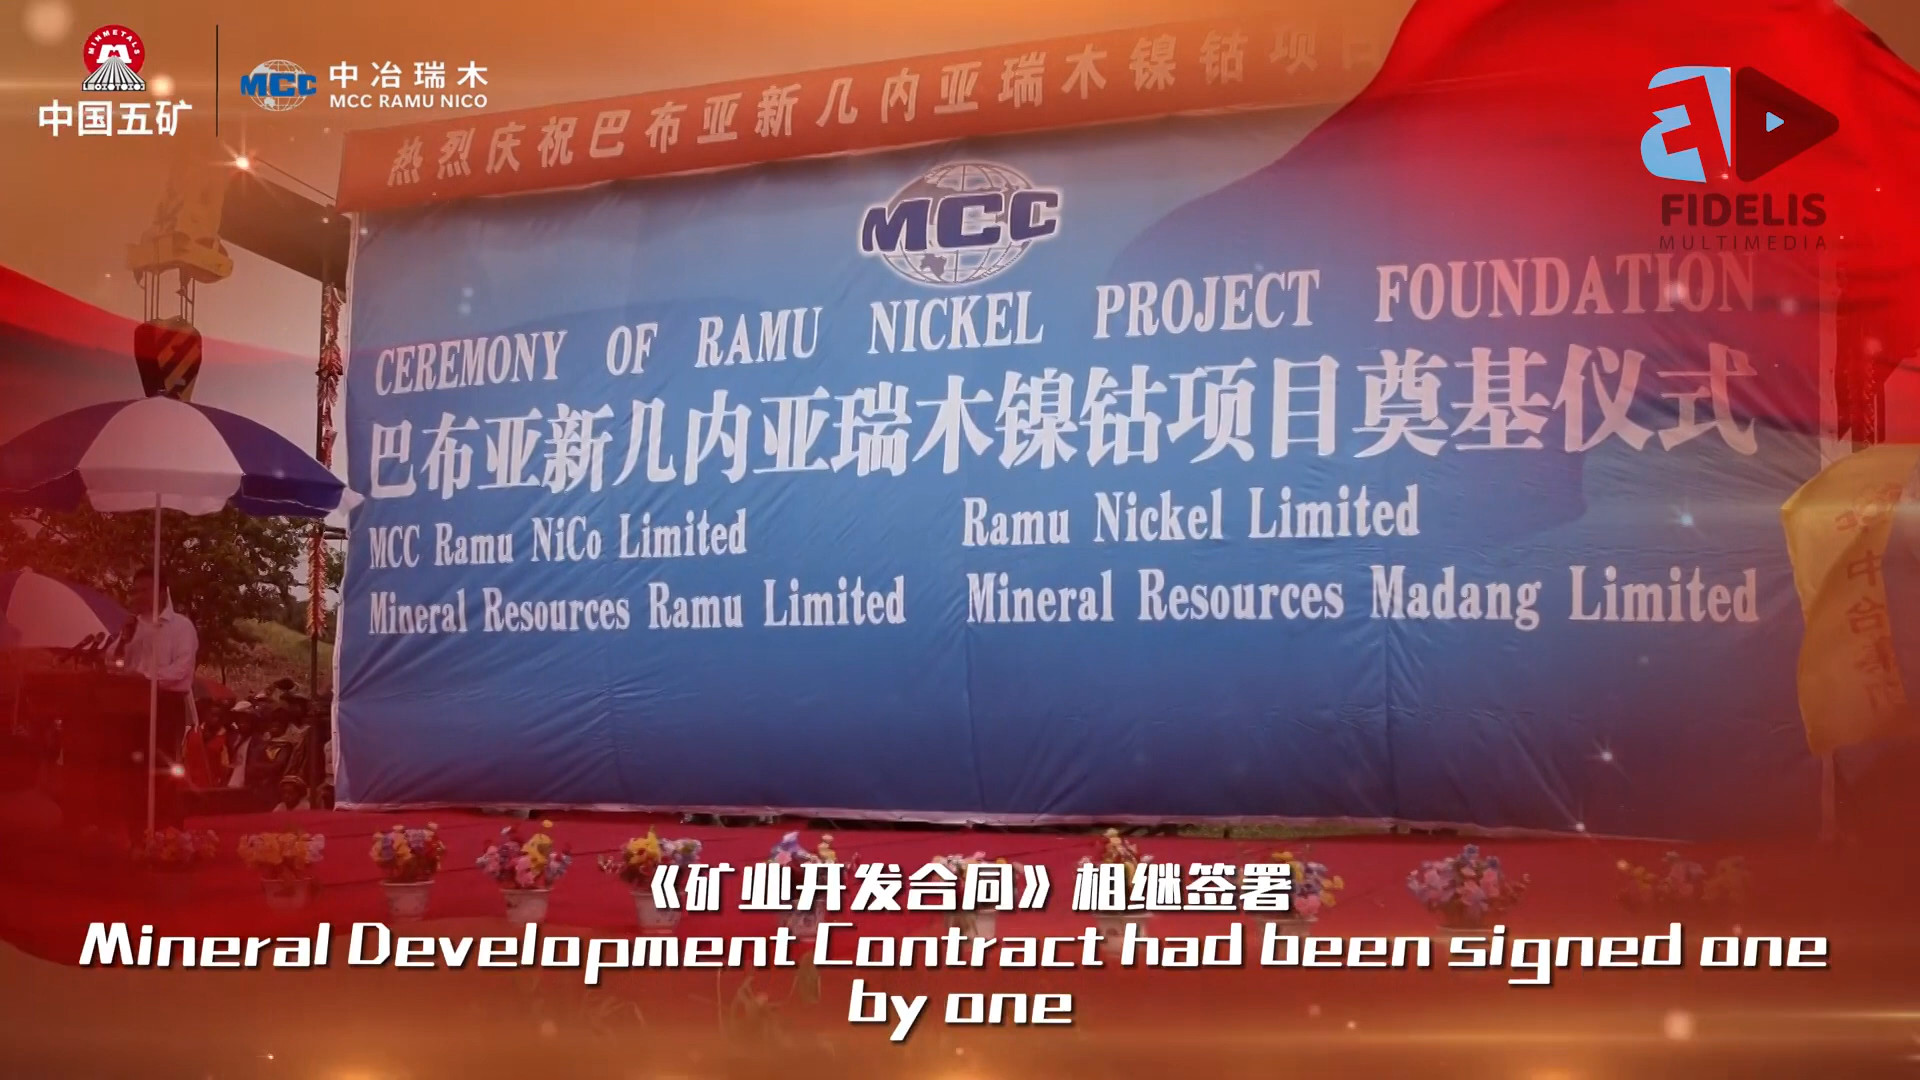 MINMETALS
中国五矿
MCC
中冶瑞木
MCC RAMU NICO
FIDELIS
MULTIMEDIA
热烈庆祝巴布亚新几内亚瑞木镍钴项目
MCC
CEREMONY OF RAMU NICKEL PROJECT FOUNDATION
巴布亚新几内亚瑞木镍钴项目奠基仪式
MCC Ramu NiCo Limited
Ramu Nickel Limited
Mineral Resources Ramu Limited
Mineral Resources Madang Limited
《矿业开发合同》相继签署
Mineral Development Contract had been signed one
by one